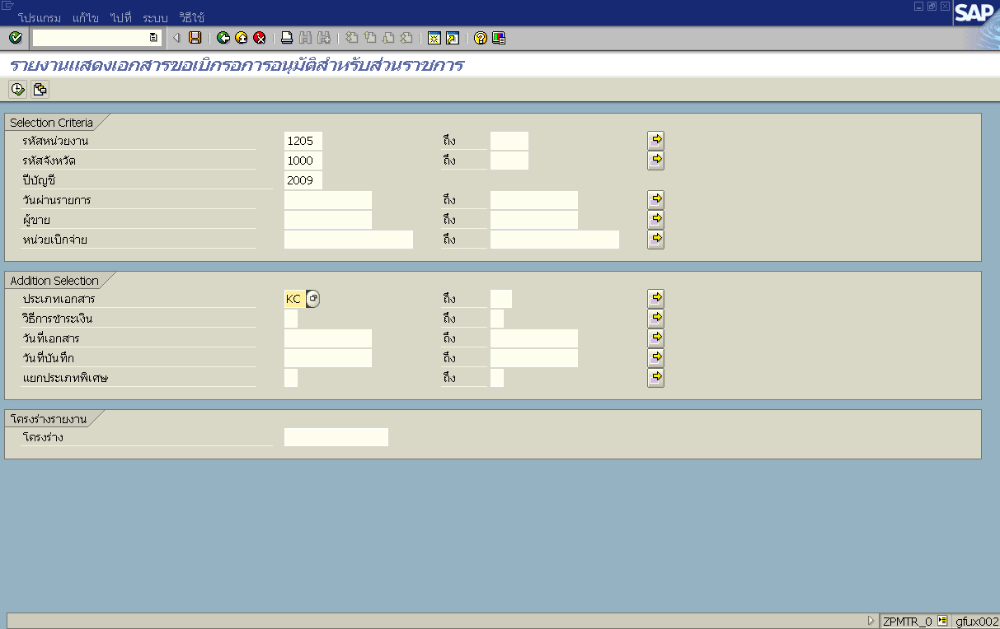 โปรแกรม แก้ไข ไปที่ ระบบ วิธีใช้
SAP
รายงานแสดงเอกสารขอเบิกรอการอนุมัติสำหรับส่วนราชการ
Selection Criteria
รหัสหน่วยงาน 1205 ถึง
รหัสจังหวัด 1000 ถึง
ปีบัญชี 2009
วันผ่านรายการ ถึง
ผู้ขาย ถึง
หน่วยเบิกจ่าย ถึง
Addition Selection
ประเภทเอกสาร KC ถึง
วิธีการชำระเงิน ถึง
วันที่เอกสาร ถึง
วันที่บันทึก ถึง
แยกประเภทพิเศษ ถึง
โครงร่างรายงาน
โครงร่าง
ZPMTR_0 gfux002